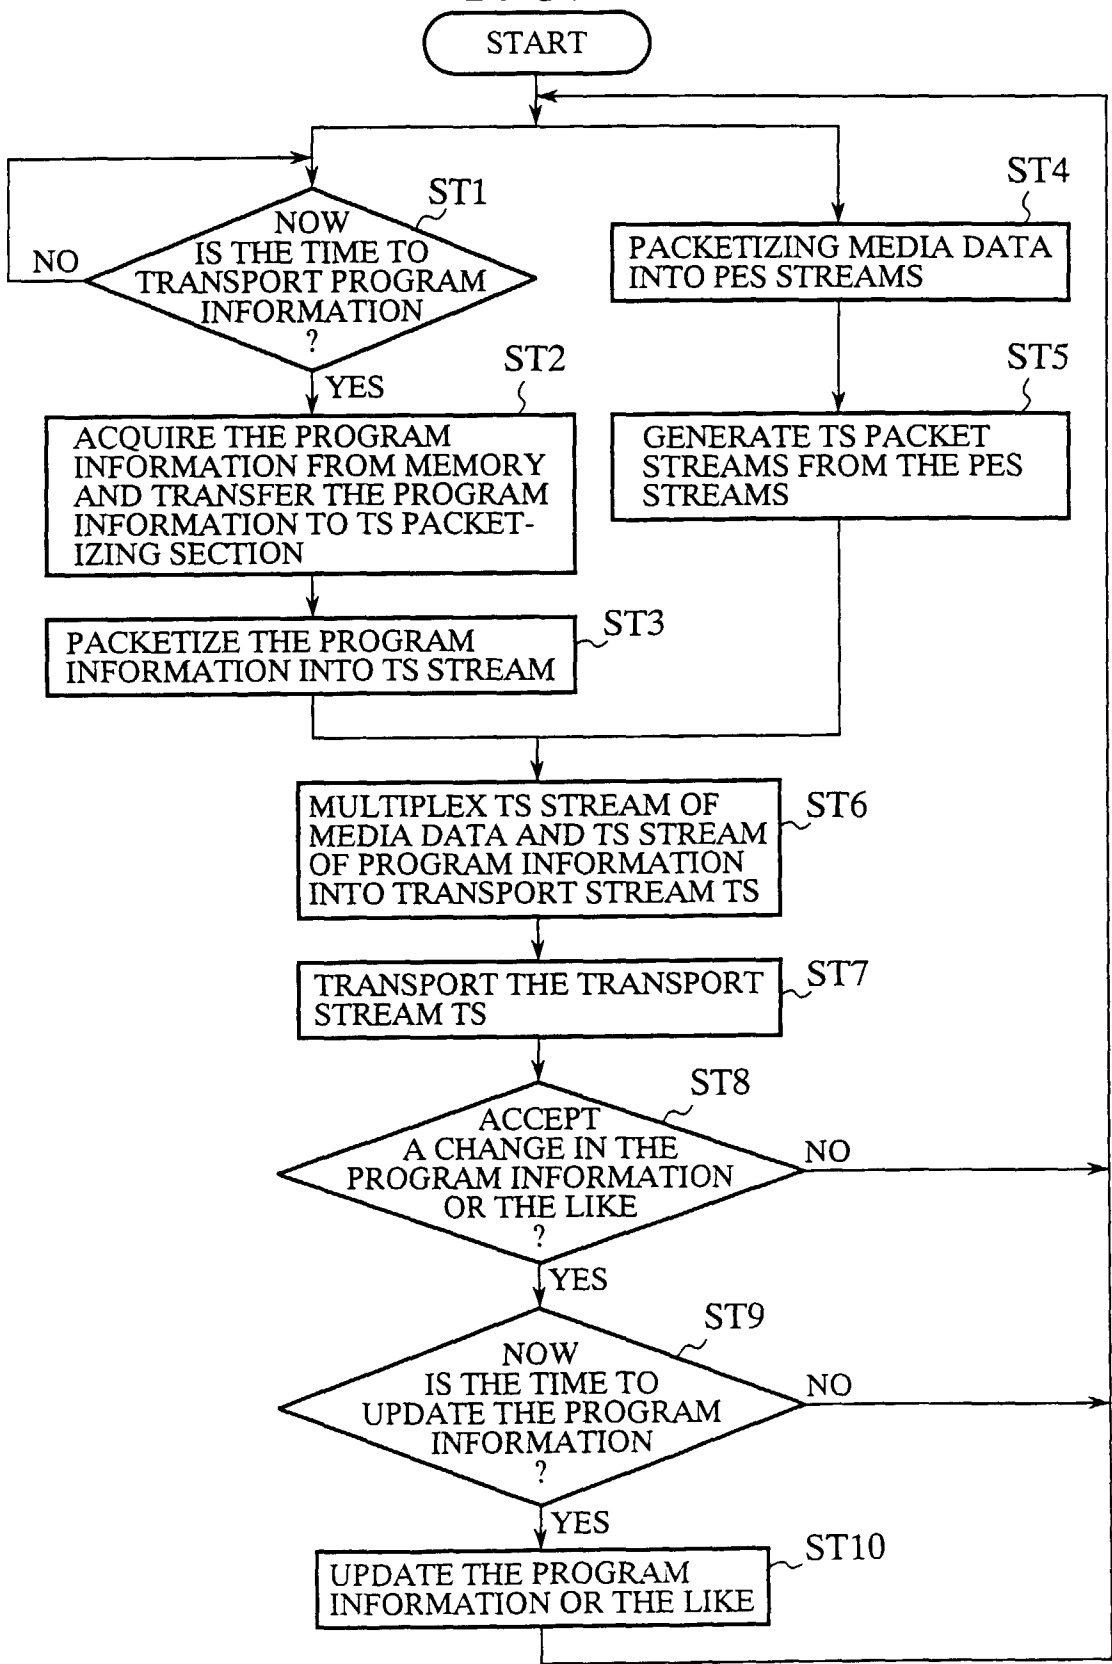 START
ST1
NOW
IS THE TIME TO
TRANSPORT PROGRAM
INFORMATION
?
NO
YES
ST2
ACQUIRE THE PROGRAM
INFORMATION FROM MEMORY
AND TRANSFER THE PROGRAM
INFORMATION TO TS PACKET-
IZING SECTION
ST3
PACKETIZE THE PROGRAM
INFORMATION INTO TS STREAM
ST4
PACKETIZING MEDIA DATA
INTO PES STREAMS
ST5
GENERATE TS PACKET
STREAMS FROM THE PES
STREAMS
ST6
MULTIPLEX TS STREAM OF
MEDIA DATA AND TS STREAM
OF PROGRAM INFORMATION
INTO TRANSPORT STREAM TS
ST7
TRANSPORT THE TRANSPORT
STREAM TS
ST8
ACCEPT
A CHANGE IN THE
PROGRAM INFORMATION
OR THE LIKE
?
NO
YES
ST9
NOW
IS THE TIME TO
UPDATE THE PROGRAM
INFORMATION
?
NO
YES
ST10
UPDATE THE PROGRAM
INFORMATION OR THE LIKE